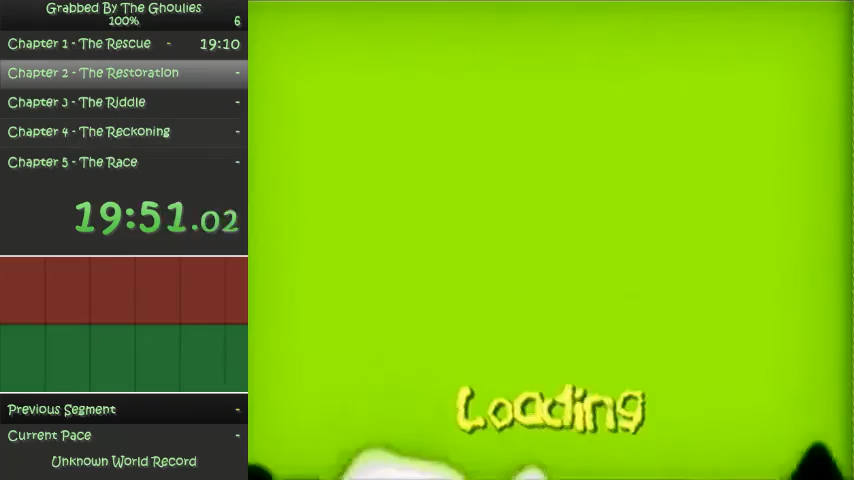 Grabbed By The Ghoulies
100% 6
Chapter 1 - The Rescue - 19:10
Chapter 2 - The Restoration -
Chapter 3 - The Riddle -
Chapter 4 - The Reckoning -
Chapter 5 - The Race -
19:51.02
Loading
Previous Segment -
Current Pace -
Unknown World Record